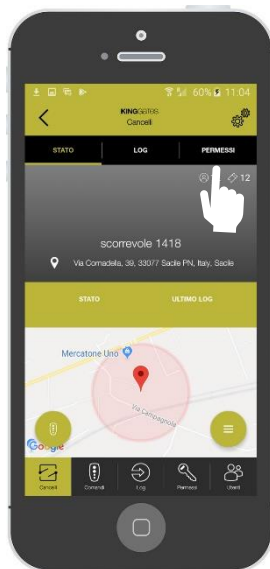 60% 11:04
KINGGATES
Cancelli
STATO LOG PERMESSI
12
scorrevole 1418
Via Cornadella, 39, 33077 Sacile PN, Italy, Sacile
STATO ULTIMO LOG
Mercatone Uno
Via Campagnola
Google
Cancelli Comandi Log Permessi Utenti